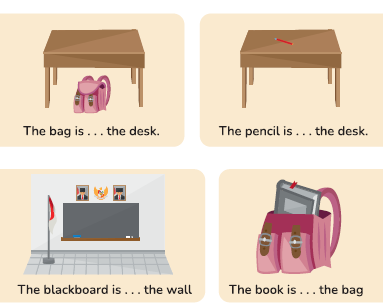 The bag is . . . the desk.
The pencil is . . . the desk.
The blackboard is . . . the wall
The book is . . . the bag